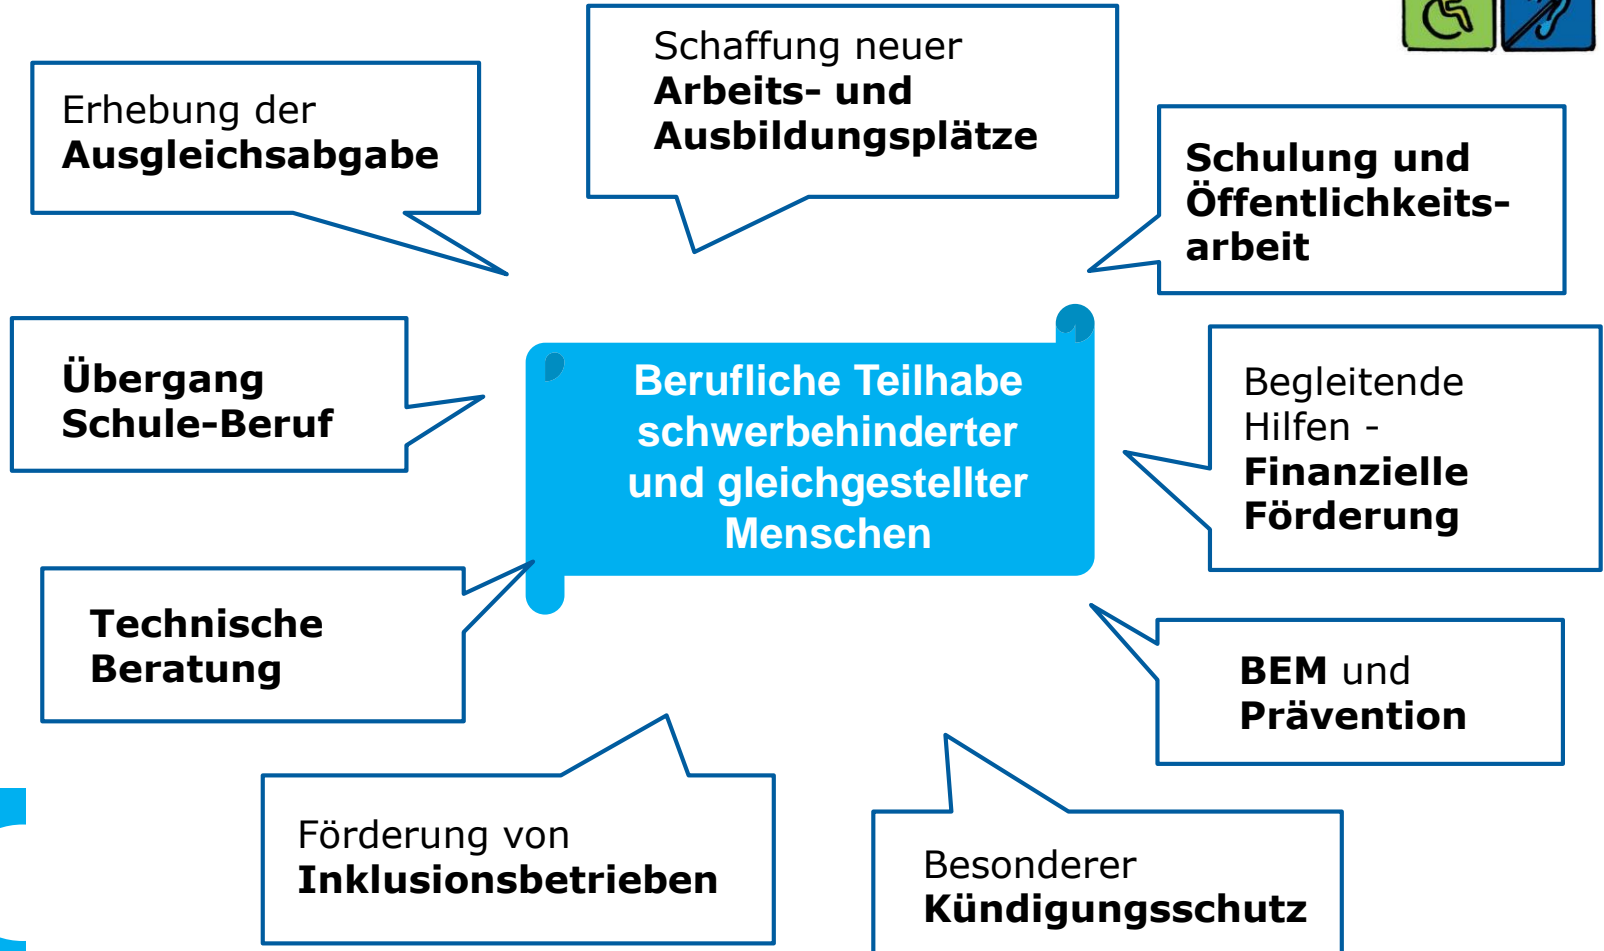 Schaffung neuer
Arbeits- und
Ausbildungsplätze
Erhebung der
Ausgleichsabgabe
Schulung und
Öffentlichkeits-
arbeit
Übergang
Schule-Beruf
Berufliche Teilhabe
schwerbehinderter
und gleichgestellter
Menschen
Begleitende
Hilfen -
Finanzielle
Förderung
Technische
Beratung
BEM und
Prävention
Förderung von
Inklusionsbetrieben
Besonderer
Kündigungsschutz